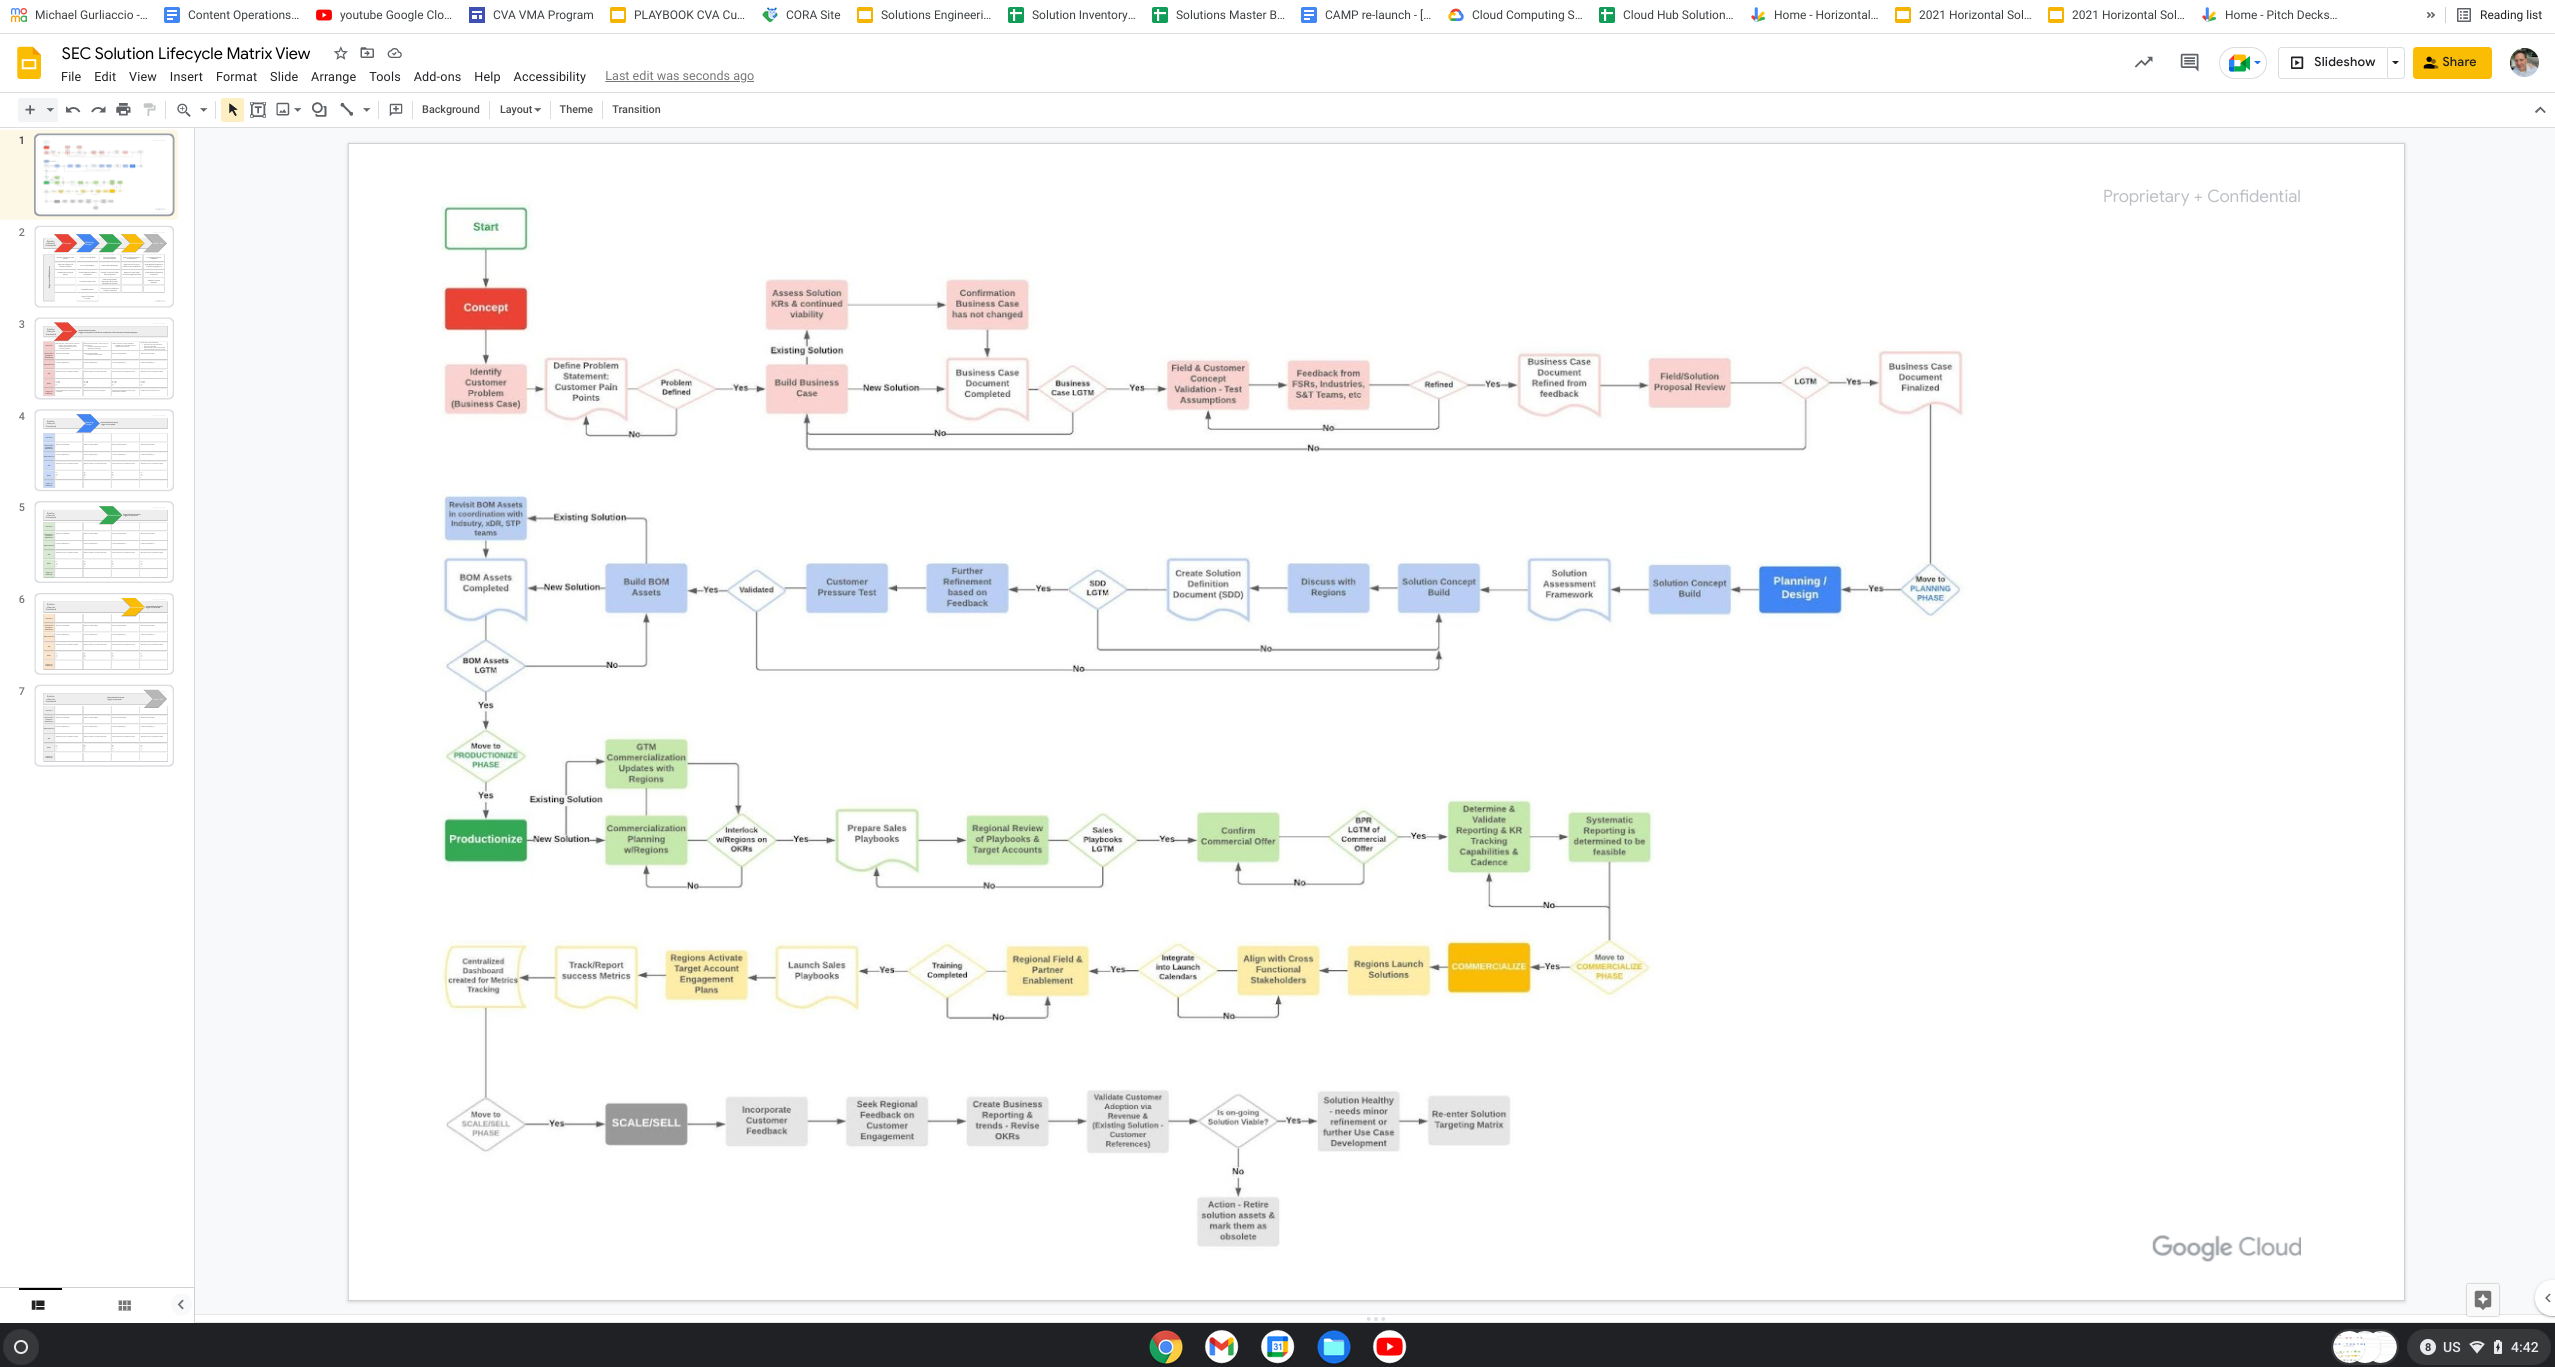 Michael Gurliaccio -...
Content Operations...
youtube Google Clo...
CVA VMA Program
PLAYBOOK CVA Cu...
CORA Site
Solutions Engineeri...
Solution Inventory...
Solutions Master B...
CAMP re-launch - [...
Cloud Computing S...
Cloud Hub Solution...
Home - Horizontal...
2021 Horizontal Sol...
2021 Horizontal Sol...
Home - Pitch Decks...
Reading list
SEC Solution Lifecycle Matrix View
File Edit View Insert Format Slide Arrange Tools Add-ons Help Accessibility Last edit was seconds ago
Slideshow
Share
Background Layout Theme Transition
1
2
3
4
5
6
7
Proprietary + Confidential
Start
Concept
Assess Solution
KRs & continued
viability
Confirmation
Business Case
has not changed
Existing Solution
Identify
Customer
Problem
(Business Case)
Define Problem
Statement:
Customer Pain
Points
Problem
Defined
Yes
No
Build Business
Case
New Solution
Business Case
Document
Completed
Business
Case LGTM
Yes
No
Field & Customer
Concept
Validation - Test
Assumptions
Feedback from
FSRs, Industries,
S&T Teams, etc
Refined
Yes
No
Business Case
Document
Refined from
feedback
Field/Solution
Proposal Review
LGTM
Yes
No
Business Case
Document
Finalized
Revisit BOM Assets
in coordination with
Indsutry, xDR, STP
teams
Existing Solution
BOM Assets
Completed
New Solution
Build BOM
Assets
Yes
Validated
Customer
Pressure Test
Further
Refinement
based on
Feedback
Yes
SDD
LGTM
Create Solution
Definition
Document (SDD)
Discuss with
Regions
Solution Concept
Build
Solution
Assessment
Framework
Solution Concept
Build
Planning /
Design
Yes
Move to
PLANNING
PHASE
No
No
BOM Assets
LGTM
No
Yes
Move to
PRODUCTIONIZE
PHASE
Yes
GTM
Commercialization
Updates with
Regions
Existing Solution
Productionize
New Solution
Commercialization
Planning
w/Regions
Interlock
w/Regions on
OKRs
Yes
No
Prepare Sales
Playbooks
Regional Review
of Playbooks &
Target Accounts
Sales
Playbooks
LGTM
Yes
No
Confirm
Commercial Offer
BPR
LGTM of
Commercial
Offer
Yes
No
Determine &
Validate
Reporting & KR
Tracking
Capabilities &
Cadence
Systematic
Reporting is
determined to be
feasible
No
Centralized
Dashboard
created for Metrics
Tracking
Track/Report
success Metrics
Regions Activate
Target Account
Engagement
Plans
Launch Sales
Playbooks
Yes
Training
Completed
No
Regional Field &
Partner
Enablement
Yes
Integrate
into Launch
Calendars
No
Align with Cross
Functional
Stakeholders
Regions Launch
Solutions
COMMERCIALIZE
Yes
Move to
COMMERCIALIZE
PHASE
Move to
SCALE/SELL
PHASE
Yes
SCALE/SELL
Incorporate
Customer
Feedback
Seek Regional
Feedback on
Customer
Engagement
Create Business
Reporting &
trends - Revise
OKRs
Validate Customer
Adoption via
Revenue &
(Existing Solution -
Customer
References)
Is on-going
Solution Viable?
Yes
Solution Healthy
- needs minor
refinement or
further Use Case
Development
Re-enter Solution
Targeting Matrix
No
Action - Retire
solution assets &
mark them as
obsolete
Google Cloud
31
8 US 4:42